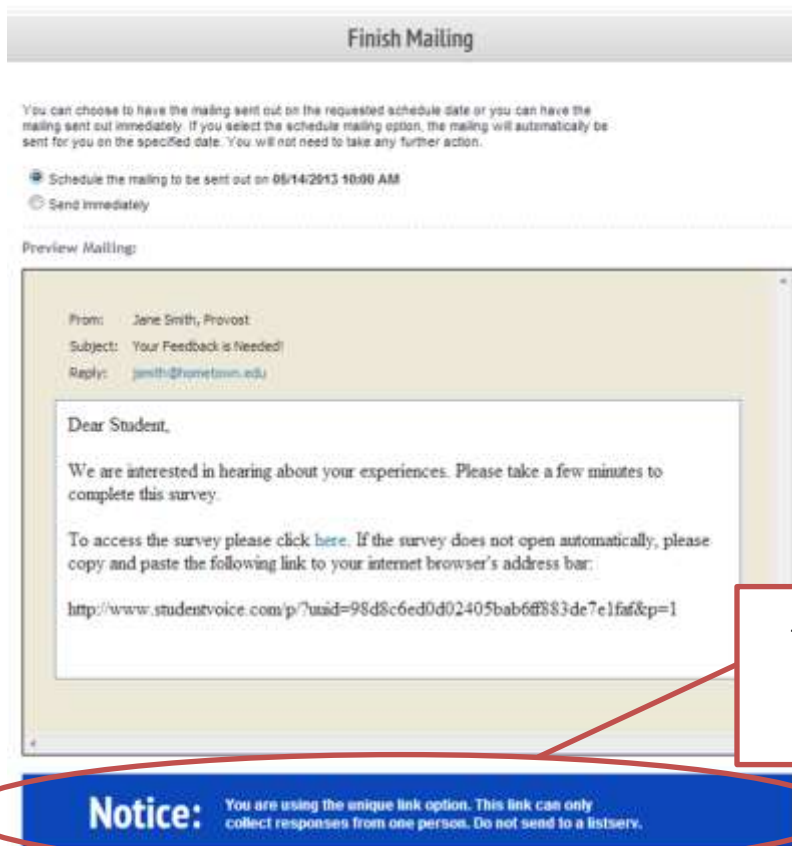 Finish Mailing
You can choose to have the mailing sent out on the requested schedule date or you can have the
mailing sent out immediately. If you select the schedule mailing option, the mailing will automatically be
sent for you on the specified date. You will not need to take any further action.
Schedule the mailing to be sent out on 05/14/2013 10:00 AM
Send Immediately
Preview Mailing:
From: Jane Smith, Provost
Subject: Your Feedback is Needed!
Reply: jsmith@hometown.edu
Dear Student,
We are interested in hearing about your experiences. Please take a few minutes to
complete this survey.
To access the survey please click here. If the survey does not open automatically, please
copy and paste the following link to your internet browser's address bar:
http://www.studentvoice.com/p/?uuid=98d8c6ed0d02405bab6ff883de7e1faf&p=1
Notice: You are using the unique link option. This link can only
collect responses from one person. Do not send to a listserv.